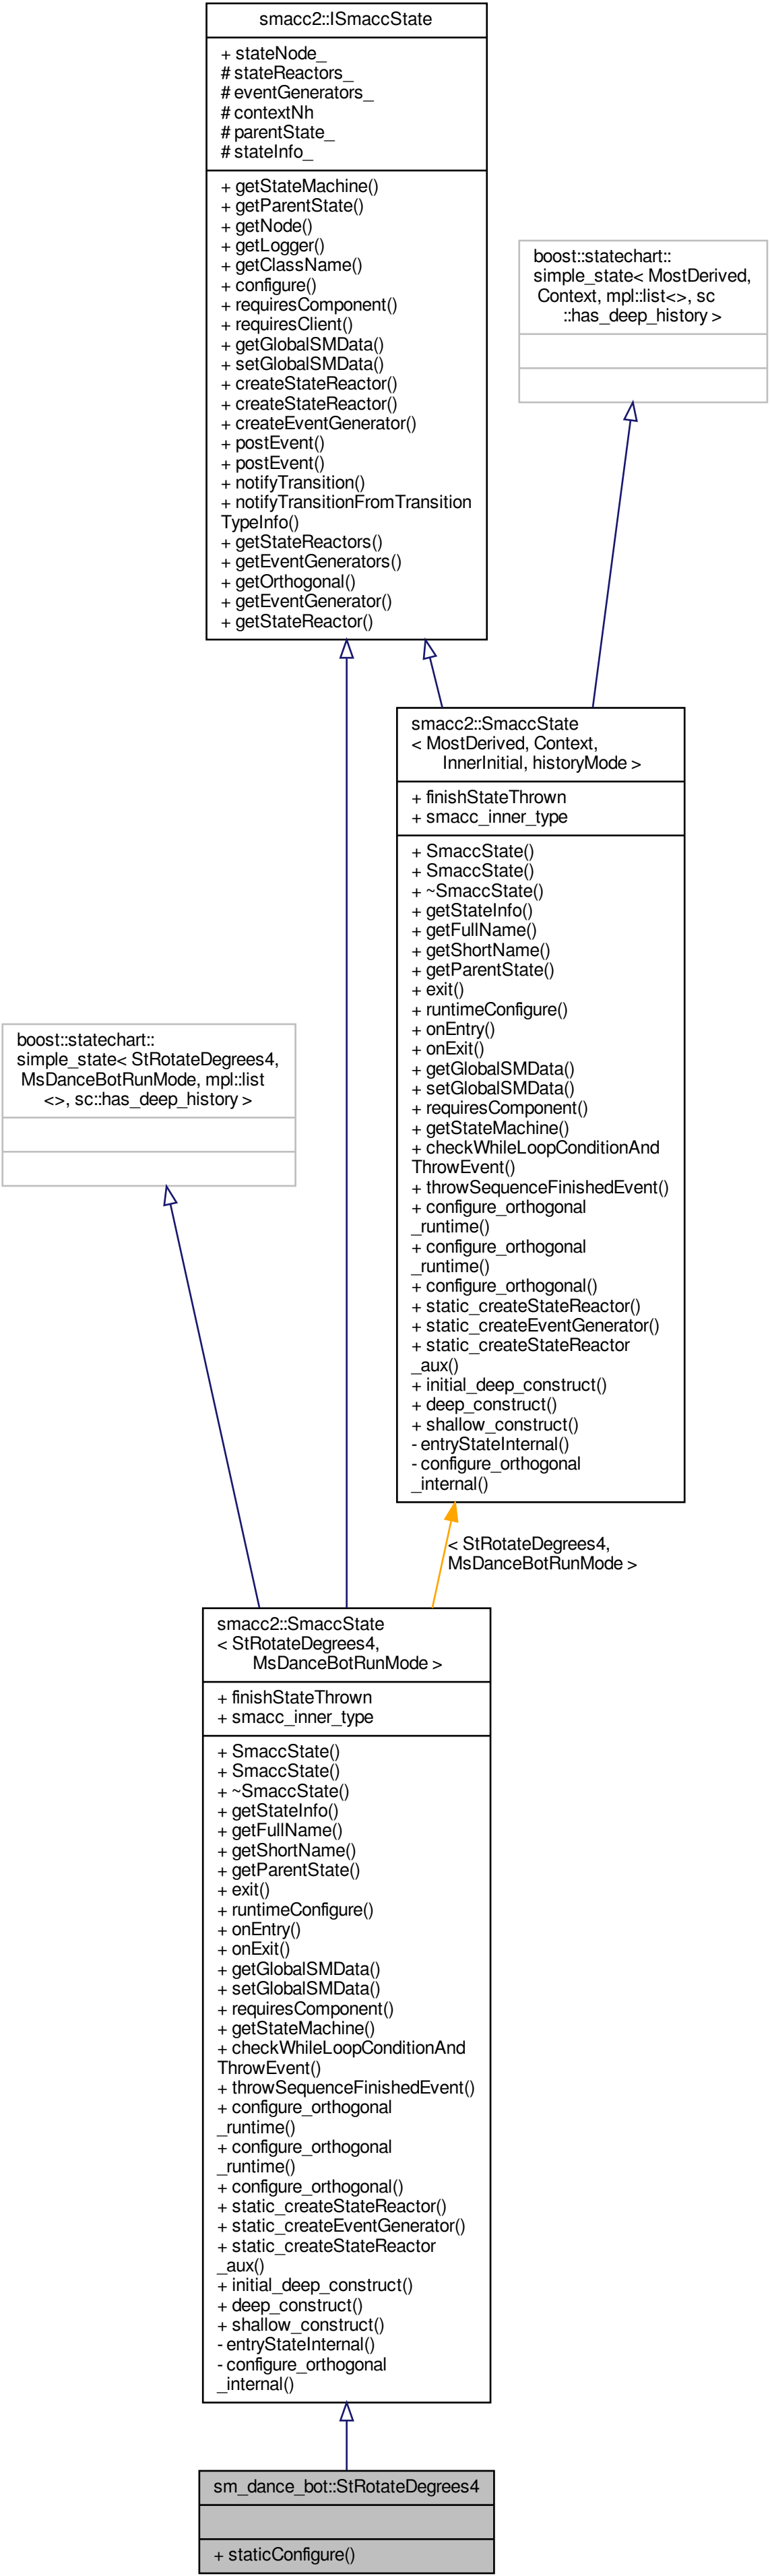 smacc2::ISmaccState
+ stateNode_
# stateReactors_
# eventGenerators_
# contextNh
# parentState_
# stateInfo_
+ getStateMachine()
+ getParentState()
+ getNode()
+ getLogger()
+ getClassName()
+ configure()
+ requiresComponent()
+ requiresClient()
+ getGlobalSMData()
+ setGlobalSMData()
+ createStateReactor()
+ createStateReactor()
+ createEventGenerator()
+ postEvent()
+ postEvent()
+ notifyTransition()
+ notifyTransitionFromTransition
TypeInfo()
+ getStateReactors()
+ getEventGenerators()
+ getOrthogonal()
+ getEventGenerator()
+ getStateReactor()
boost::statechart::
simple_state< MostDerived,
Context, mpl::list<>, sc
::has_deep_history >
smacc2::SmaccState
< MostDerived, Context,
InnerInitial, historyMode >
+ finishStateThrown
+ smacc_inner_type
+ SmaccState()
+ SmaccState()
+ ~SmaccState()
+ getStateInfo()
+ getFullName()
+ getShortName()
+ getParentState()
+ exit()
+ runtimeConfigure()
+ onEntry()
+ onExit()
+ getGlobalSMData()
+ setGlobalSMData()
+ requiresComponent()
+ getStateMachine()
+ checkWhileLoopConditionAnd
ThrowEvent()
+ throwSequenceFinishedEvent()
+ configure_orthogonal
_runtime()
+ configure_orthogonal
_runtime()
+ configure_orthogonal()
+ static_createStateReactor()
+ static_createEventGenerator()
+ static_createStateReactor
_aux()
+ initial_deep_construct()
+ deep_construct()
+ shallow_construct()
- entryStateInternal()
- configure_orthogonal
_internal()
boost::statechart::
simple_state< StRotateDegrees4,
MsDanceBotRunMode, mpl::list
<>, sc::has_deep_history >
< StRotateDegrees4,
MsDanceBotRunMode >
smacc2::SmaccState
< StRotateDegrees4,
MsDanceBotRunMode >
+ finishStateThrown
+ smacc_inner_type
+ SmaccState()
+ SmaccState()
+ ~SmaccState()
+ getStateInfo()
+ getFullName()
+ getShortName()
+ getParentState()
+ exit()
+ runtimeConfigure()
+ onEntry()
+ onExit()
+ getGlobalSMData()
+ setGlobalSMData()
+ requiresComponent()
+ getStateMachine()
+ checkWhileLoopConditionAnd
ThrowEvent()
+ throwSequenceFinishedEvent()
+ configure_orthogonal
_runtime()
+ configure_orthogonal
_runtime()
+ configure_orthogonal()
+ static_createStateReactor()
+ static_createEventGenerator()
+ static_createStateReactor
_aux()
+ initial_deep_construct()
+ deep_construct()
+ shallow_construct()
- entryStateInternal()
- configure_orthogonal
_internal()
sm_dance_bot::StRotateDegrees4
+ staticConfigure()